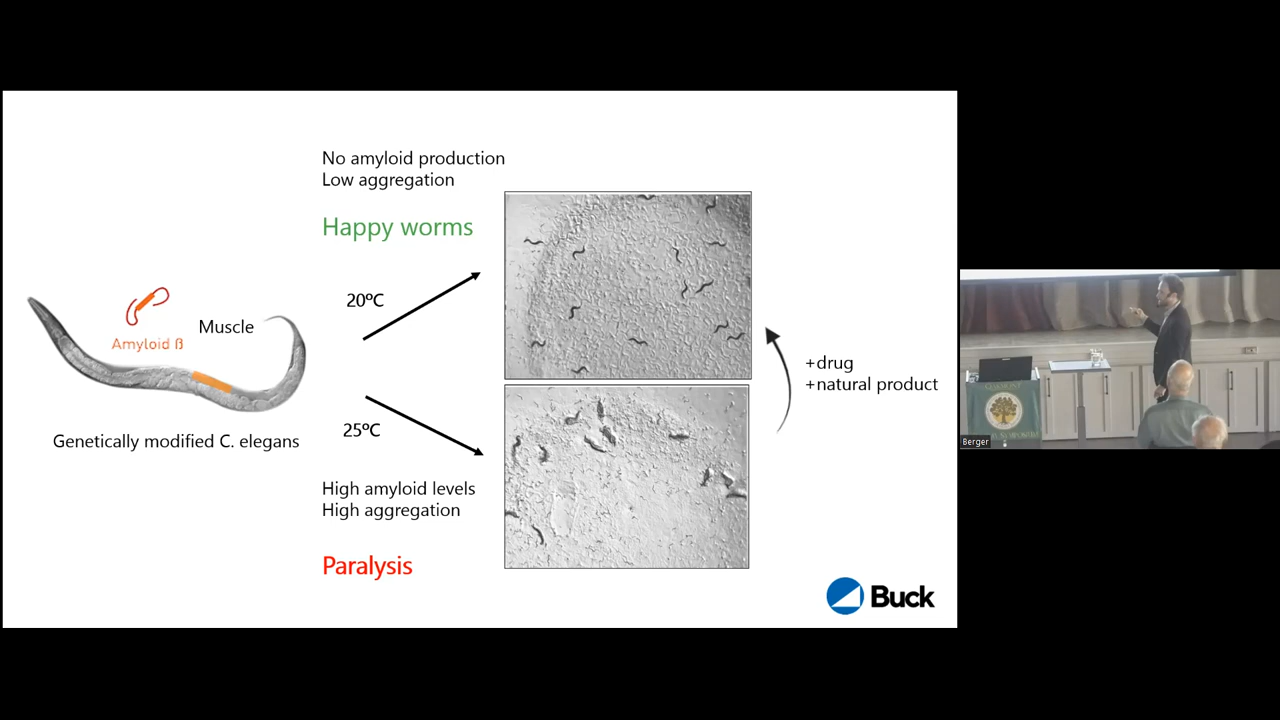 No amyloid production
Low aggregation
Happy worms
20ºC
Amyloid ß
Muscle
Genetically modified C. elegans
25ºC
High amyloid levels
High aggregation
Paralysis
+drug
+natural product
Buck
Berger